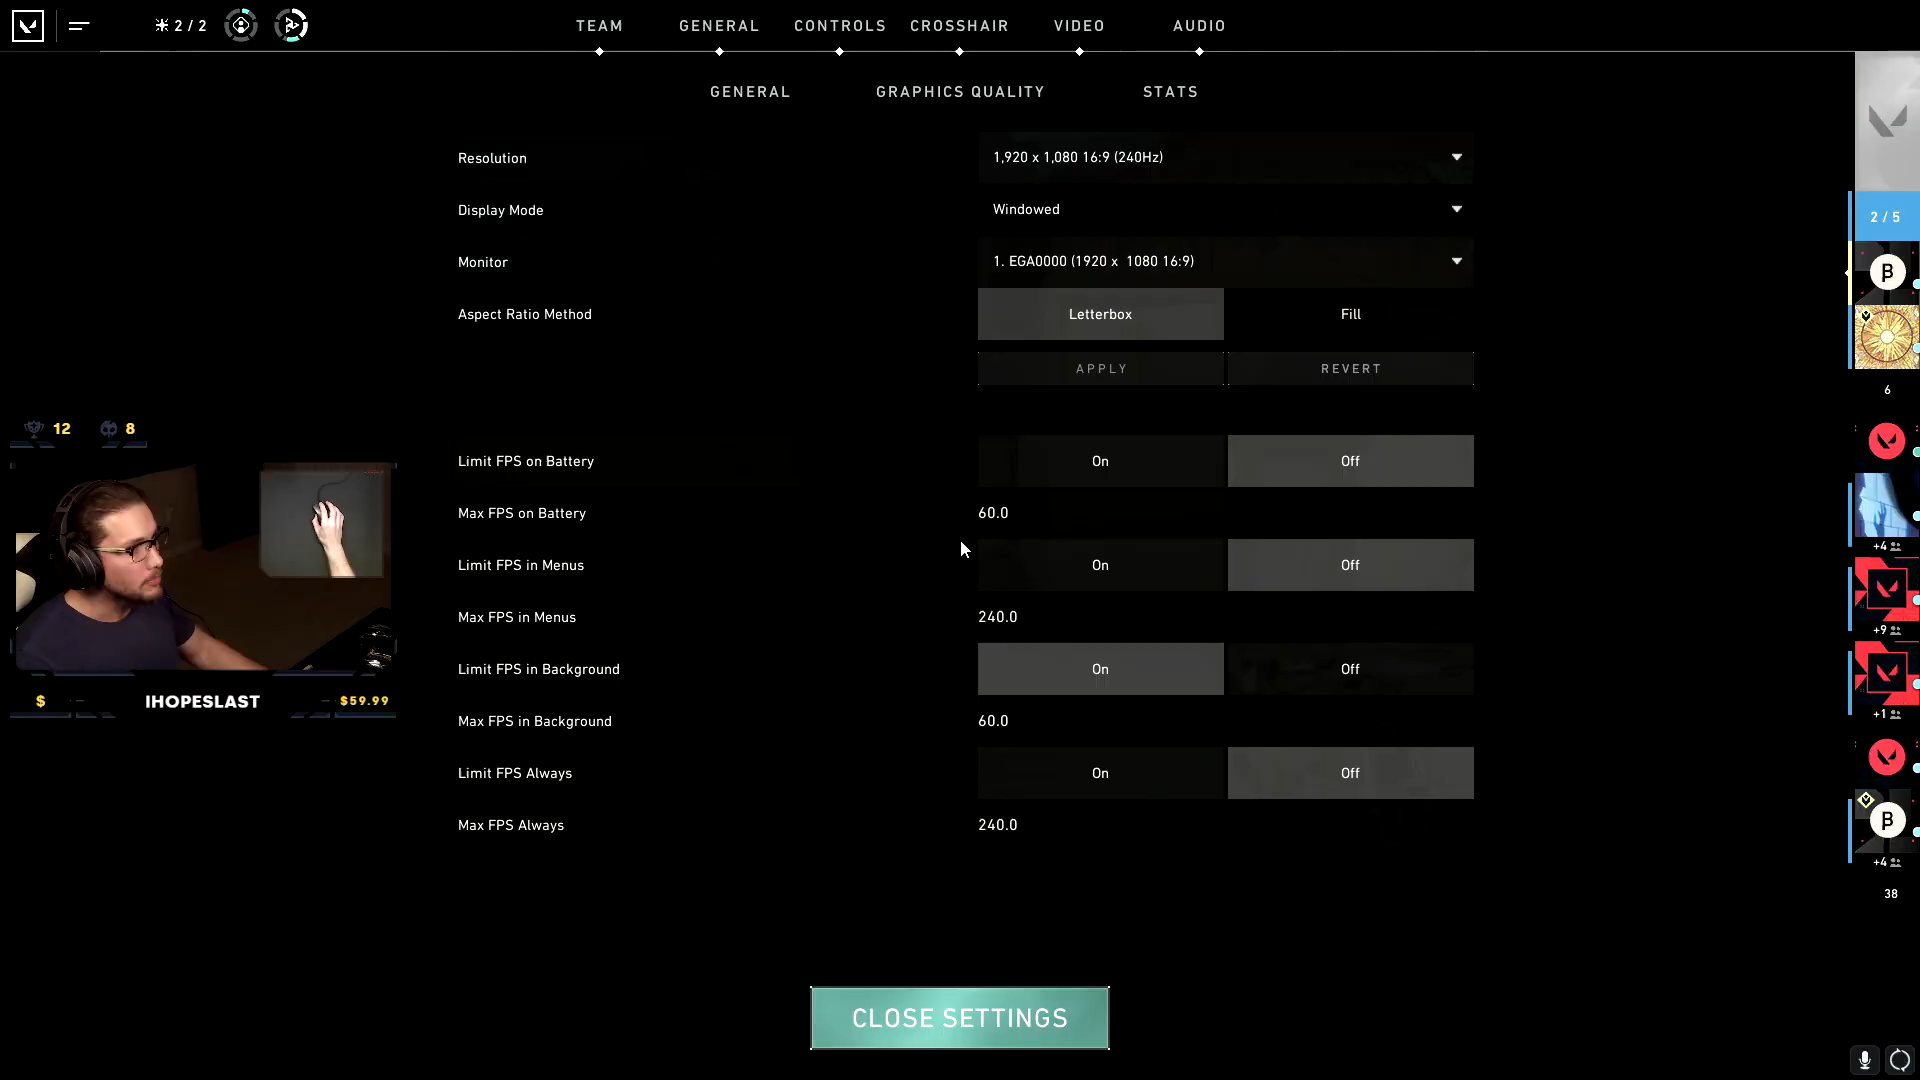 2 / 2
TEAM GENERAL CONTROLS CROSSHAIR VIDEO AUDIO
GENERAL GRAPHICS QUALITY STATS
Resolution 1,920 x 1,080 16:9 (240Hz)
Display Mode Windowed
Monitor 1. EGA0000 (1920 x 1080 16:9)
Aspect Ratio Method Letterbox Fill
APPLY REVERT
12 8
Limit FPS on Battery On Off
Max FPS on Battery 60.0
Limit FPS in Menus On Off
Max FPS in Menus 240.0
Limit FPS in Background On Off
Max FPS in Background 60.0
Limit FPS Always On Off
Max FPS Always 240.0
$ IHOPESLAST $59.99
CLOSE SETTINGS
2 / 5
β
6
+4
+9
+1
β
+4
38